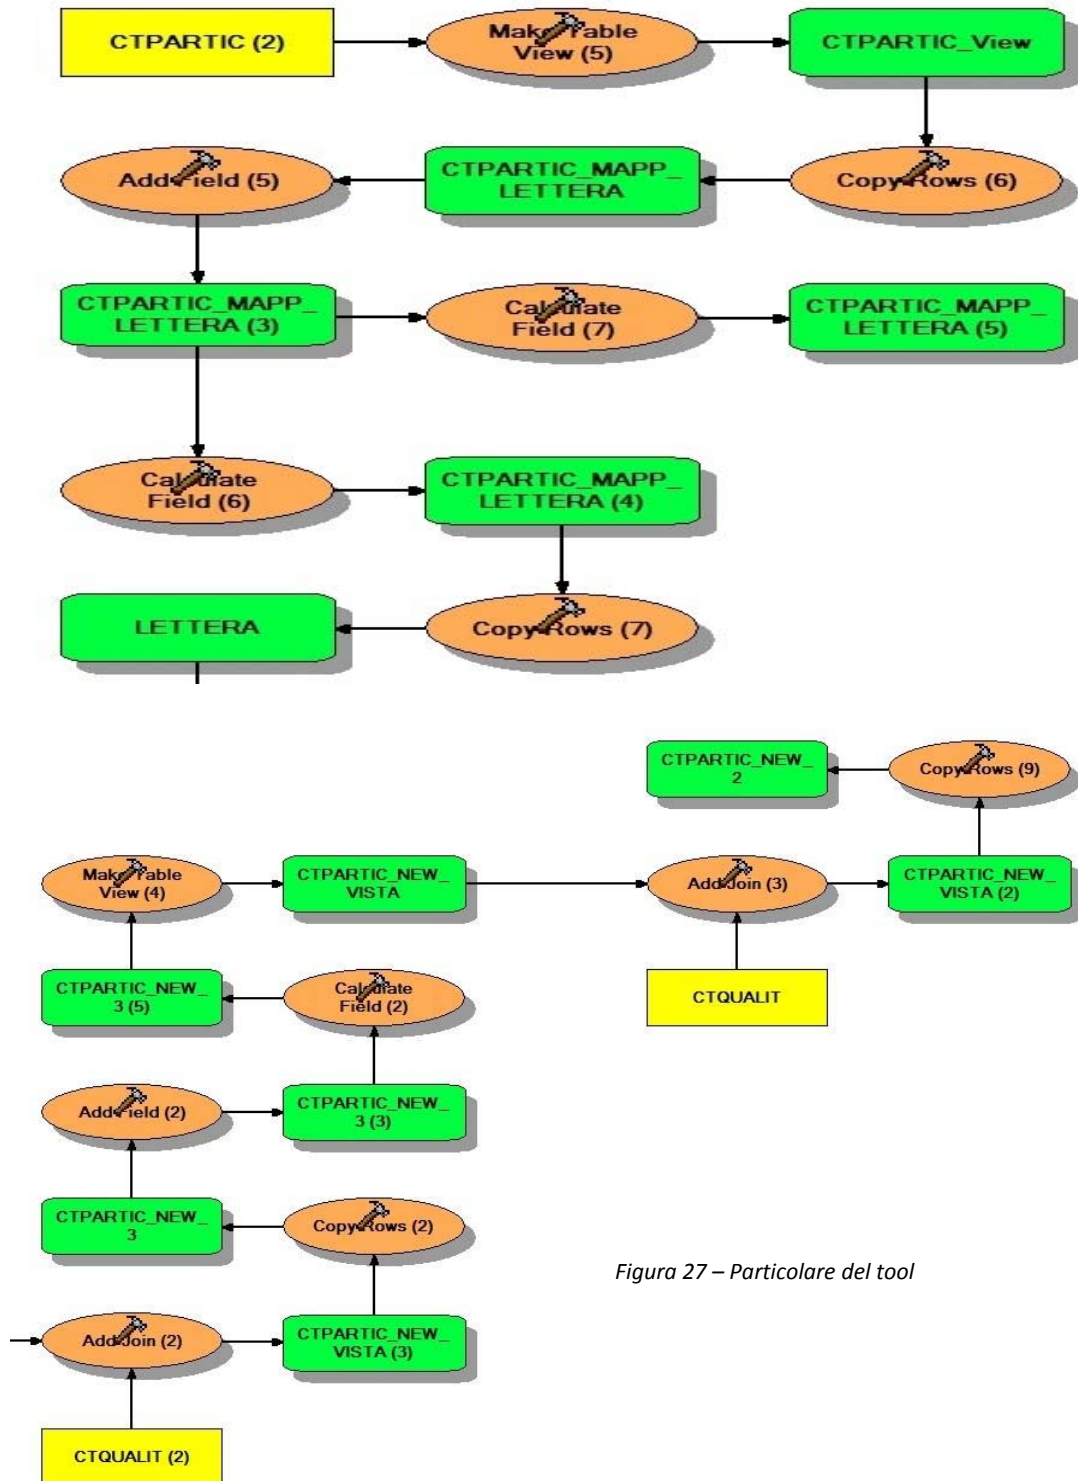 CTPARTIC (2)
Make Table
View (5)
CTPARTIC_View
Add Field (5)
CTPARTIC_MAPP_
LETTERA
Copy Rows (6)
CTPARTIC_MAPP_
LETTERA (3)
Calculate
Field (7)
CTPARTIC_MAPP_
LETTERA (5)
Calculate
Field (6)
CTPARTIC_MAPP_
LETTERA (4)
LETTERA
Copy Rows (7)
CTPARTIC_NEW_
2
Copy Rows (9)
Make Table
View (4)
CTPARTIC_NEW_
VISTA
Add Join (3)
CTPARTIC_NEW_
VISTA (2)
CTPARTIC_NEW_
3 (5)
Calculate
Field (2)
CTQUALIT
Add Field (2)
CTPARTIC_NEW_
3 (3)
CTPARTIC_NEW_
3
Copy Rows (2)
Figura 27 – Particolare del tool
Add Join (2)
CTPARTIC_NEW_
VISTA (3)
CTQUALIT (2)